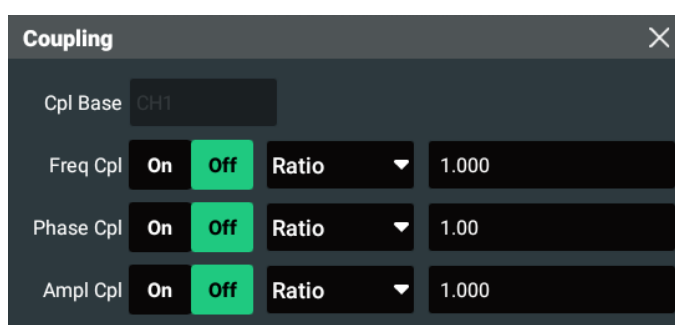 Coupling
Cpl Base CH1
Freq Cpl On Off Ratio 1.000
Phase Cpl On Off Ratio 1.00
Ampl Cpl On Off Ratio 1.000